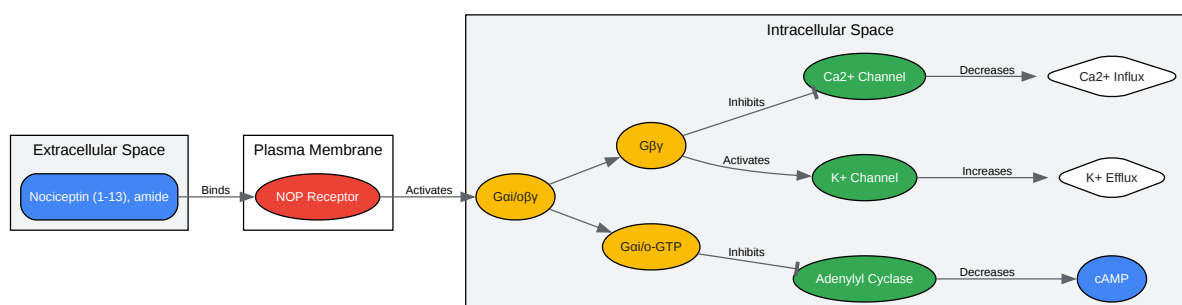 Intracellular Space
Ca2+ Channel
Decreases
Ca2+ Influx
Inhibits
Extracellular Space
Plasma Membrane
Gβγ
Activates
K+ Channel
Increases
K+ Efflux
Nociceptin (1-13), amide
Binds
NOP Receptor
Activates
Gαi/oβγ
Gαi/o-GTP
Inhibits
Adenylyl Cyclase
Decreases
cAMP